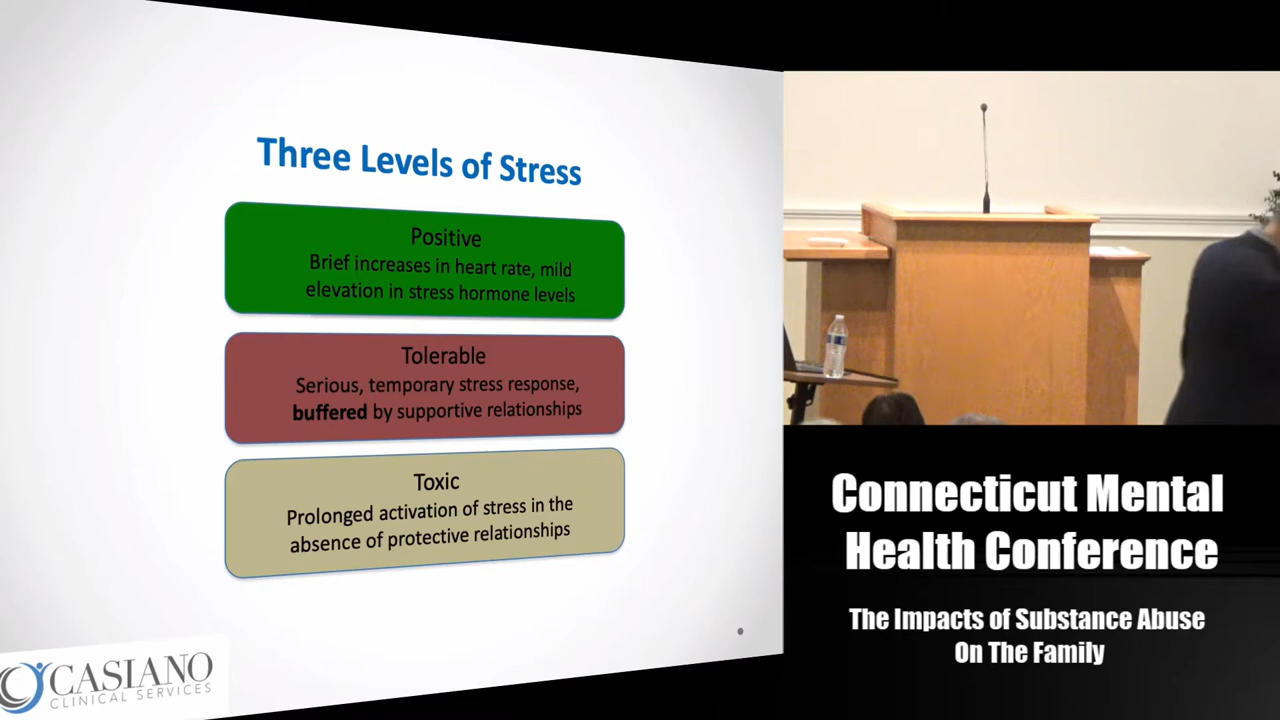 Three Levels of Stress
Positive
Brief increases in heart rate, mild
elevation in stress hormone levels
Tolerable
Serious, temporary stress response,
buffered by supportive relationships
Toxic
Prolonged activation of stress in the
absence of protective relationships
CASIANO
CLINICAL SERVICES
Connecticut Mental
Health Conference
The Impacts of Substance Abuse
On The Family